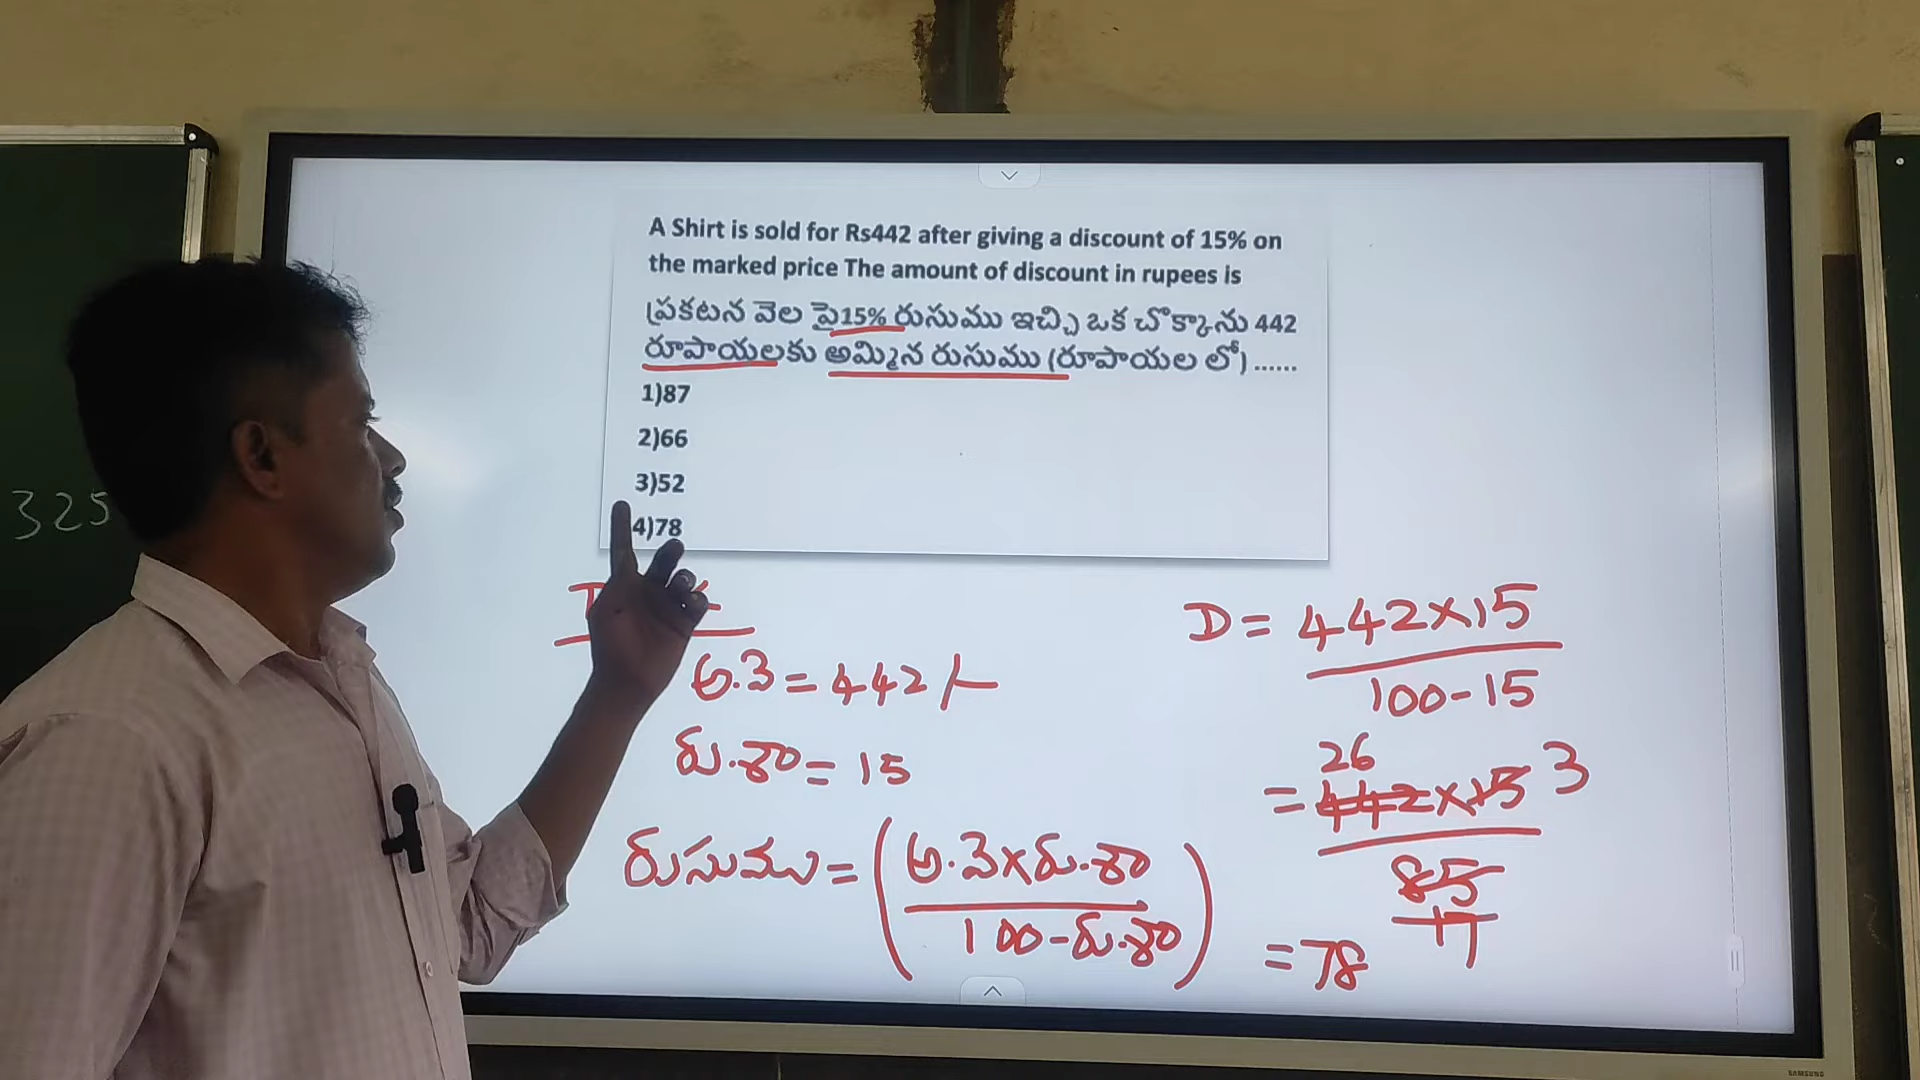 A Shirt is sold for Rs442 after giving a discount of 15% on
the marked price The amount of discount in rupees is
ప్రకటన వెల పై15% రుసుము ఇచ్చి ఒక చొక్కాను 442
రూపాయలకు అమ్మిన రుసుము (రూపాయల లో) ......
1)87
2)66
3)52
4)78
325
అ.వె = 442/-
రు.శా = 15
రుసుము = (అ.వె x రు.శా / 100 - రు.శా)
D = 442 x 15
100 - 15
26
= 442 x 15 3
85
17
= 78
SAMSUNG